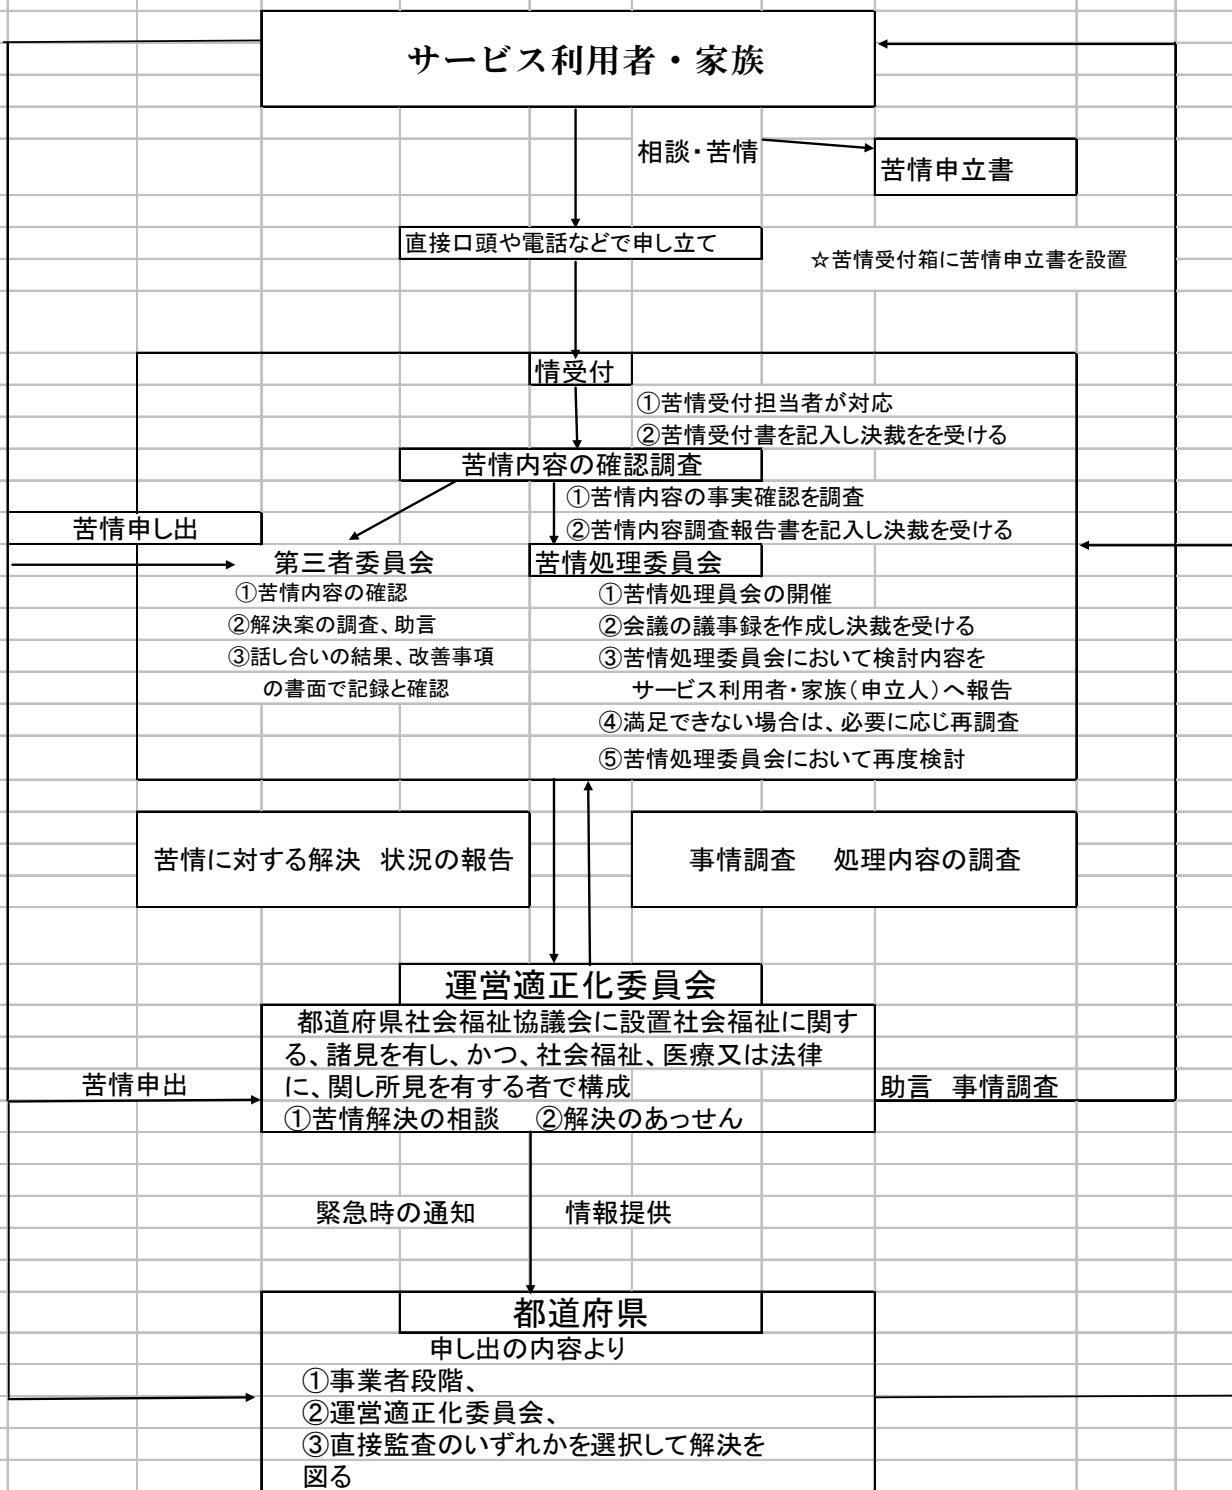 サービス利用者・家族
相談・苦情
苦情申立書
直接口頭や電話などで申し立て
☆苦情受付箱に苦情申立書を設置
情受付
①苦情受付担当者が対応
②苦情受付書を記入し決裁をを受ける
苦情内容の確認調査
①苦情内容の事実確認を調査
②苦情内容調査報告書を記入し決裁を受ける
苦情申し出
第三者委員会
①苦情内容の確認
②解決案の調査、助言
③話し合いの結果、改善事項
の書面で記録と確認
苦情処理委員会
①苦情処理員会の開催
②会議の議事録を作成し決裁を受ける
③苦情処理委員会において検討内容を
サービス利用者・家族（申立人）へ報告
④満足できない場合は、必要に応じ再調査
⑤苦情処理委員会において再度検討
苦情に対する解決　状況の報告
事情調査　処理内容の調査
運営適正化委員会
都道府県社会福祉協議会に設置社会福祉に関す
る、諸見を有し、かつ、社会福祉、医療又は法律
に、関し所見を有する者で構成
①苦情解決の相談　②解決のあっせん
苦情申出
助言　事情調査
緊急時の通知
情報提供
都道府県
申し出の内容より
①事業者段階、
②運営適正化委員会、
③直接監査のいずれかを選択して解決を
図る